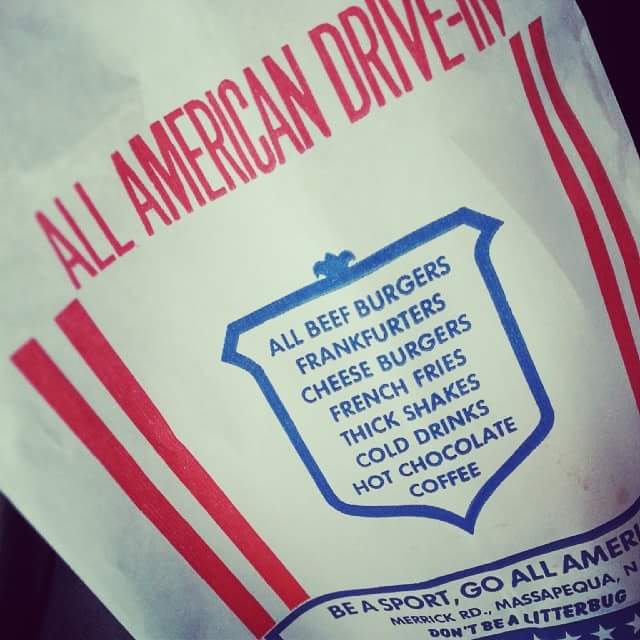 ALL AMERICAN DRIVE-IN
ALL BEEF BURGERS
FRANKFURTERS
CHEESE BURGERS
FRENCH FRIES
THICK SHAKES
COLD DRINKS
HOT CHOCOLATE
COFFEE
BE A SPORT, GO ALL AMERI
MERRICK RD., MASSAPEQUA, N
DON'T BE A LITTERBUG